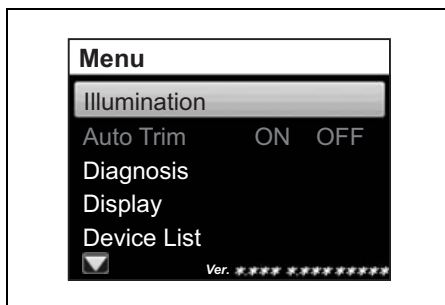 Menu
Illumination
Auto Trim ON OFF
Diagnosis
Display
Device List
Ver. *.*** *.*********